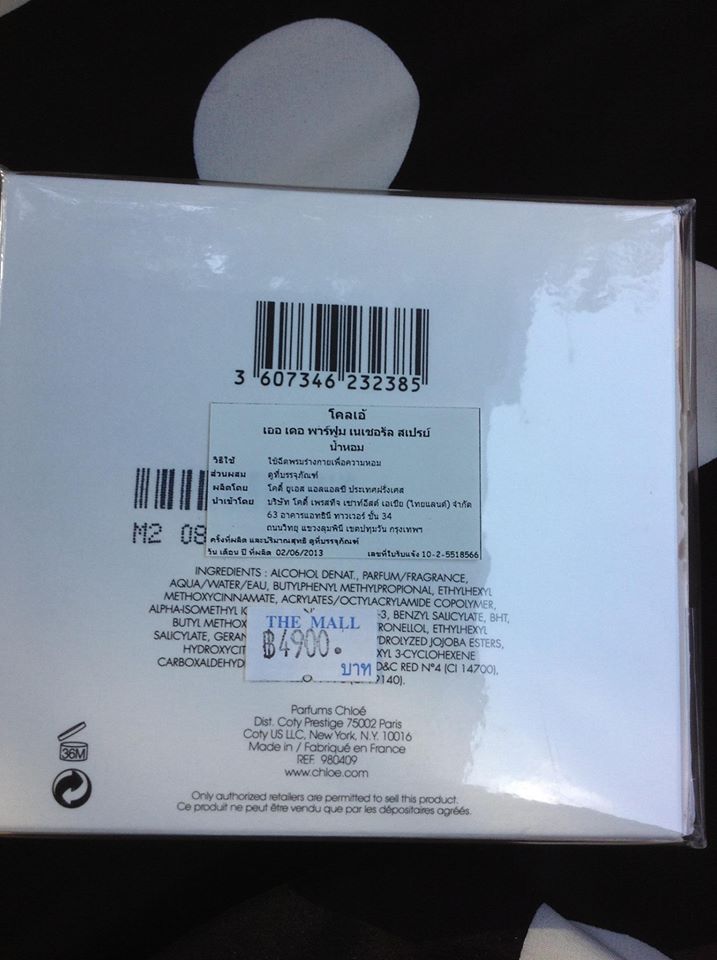 3 607346 232385
โคลเอ้
เออ เดอ พาร์ฟูม เนเชอรัล สเปรย์
น้ำหอม
วิธีใช้ ใช้ฉีดพรมร่างกายเพื่อความหอม
ส่วนผสม ดูที่บรรจุภัณฑ์
ผลิตโดย โคตี้ ยูเอส แอลแอลซี ประเทศฝรั่งเศส
นำเข้าโดย บริษัท โคตี้ เพรสทีจ เซาท์อีสต์ เอเชีย (ไทยแลนด์) จำกัด
63 อาคารแอทธินี ทาวเวอร์ ชั้น 34
ถนนวิทยุ แขวงลุมพินี เขตปทุมวัน กรุงเทพฯ
ครั้งที่ผลิต และปริมาณสุทธิ ดูที่บรรจุภัณฑ์
วัน เดือน ปี ที่ผลิต 02/06/2013 เลขที่ใบรับแจ้ง 10-2-5518566
M2 08
INGREDIENTS : ALCOHOL DENAT., PARFUM/FRAGRANCE,
AQUA/WATER/EAU, BUTYLPHENYL METHYLPROPIONAL, ETHYLHEXYL
METHOXYCINNAMATE, ACRYLATES/OCTYLACRYLAMIDE COPOLYMER,
ALPHA-ISOMETHYL -3, BENZYL SALICYLATE, BHT,
BUTYL METHOX RONELLOL, ETHYLHEXYL
SALICYLATE, GERAN DROLYZED JOJOBA ESTERS,
HYDROXYCIT XYL 3-CYCLOHEXENE
CARBOXALDEHYD D&C RED N°4 (CI 14700),
9140).
THE MALL
฿4900.
บาท
Parfums Chloé
Dist. Coty Prestige 75002 Paris
Coty US LLC, New York, N.Y. 10016
Made in / Fabriqué en France
REF. 980409
www.chloe.com
36M
Only authorized retailers are permitted to sell this product.
Ce produit ne peut être vendu que par les dépositaires agréés.